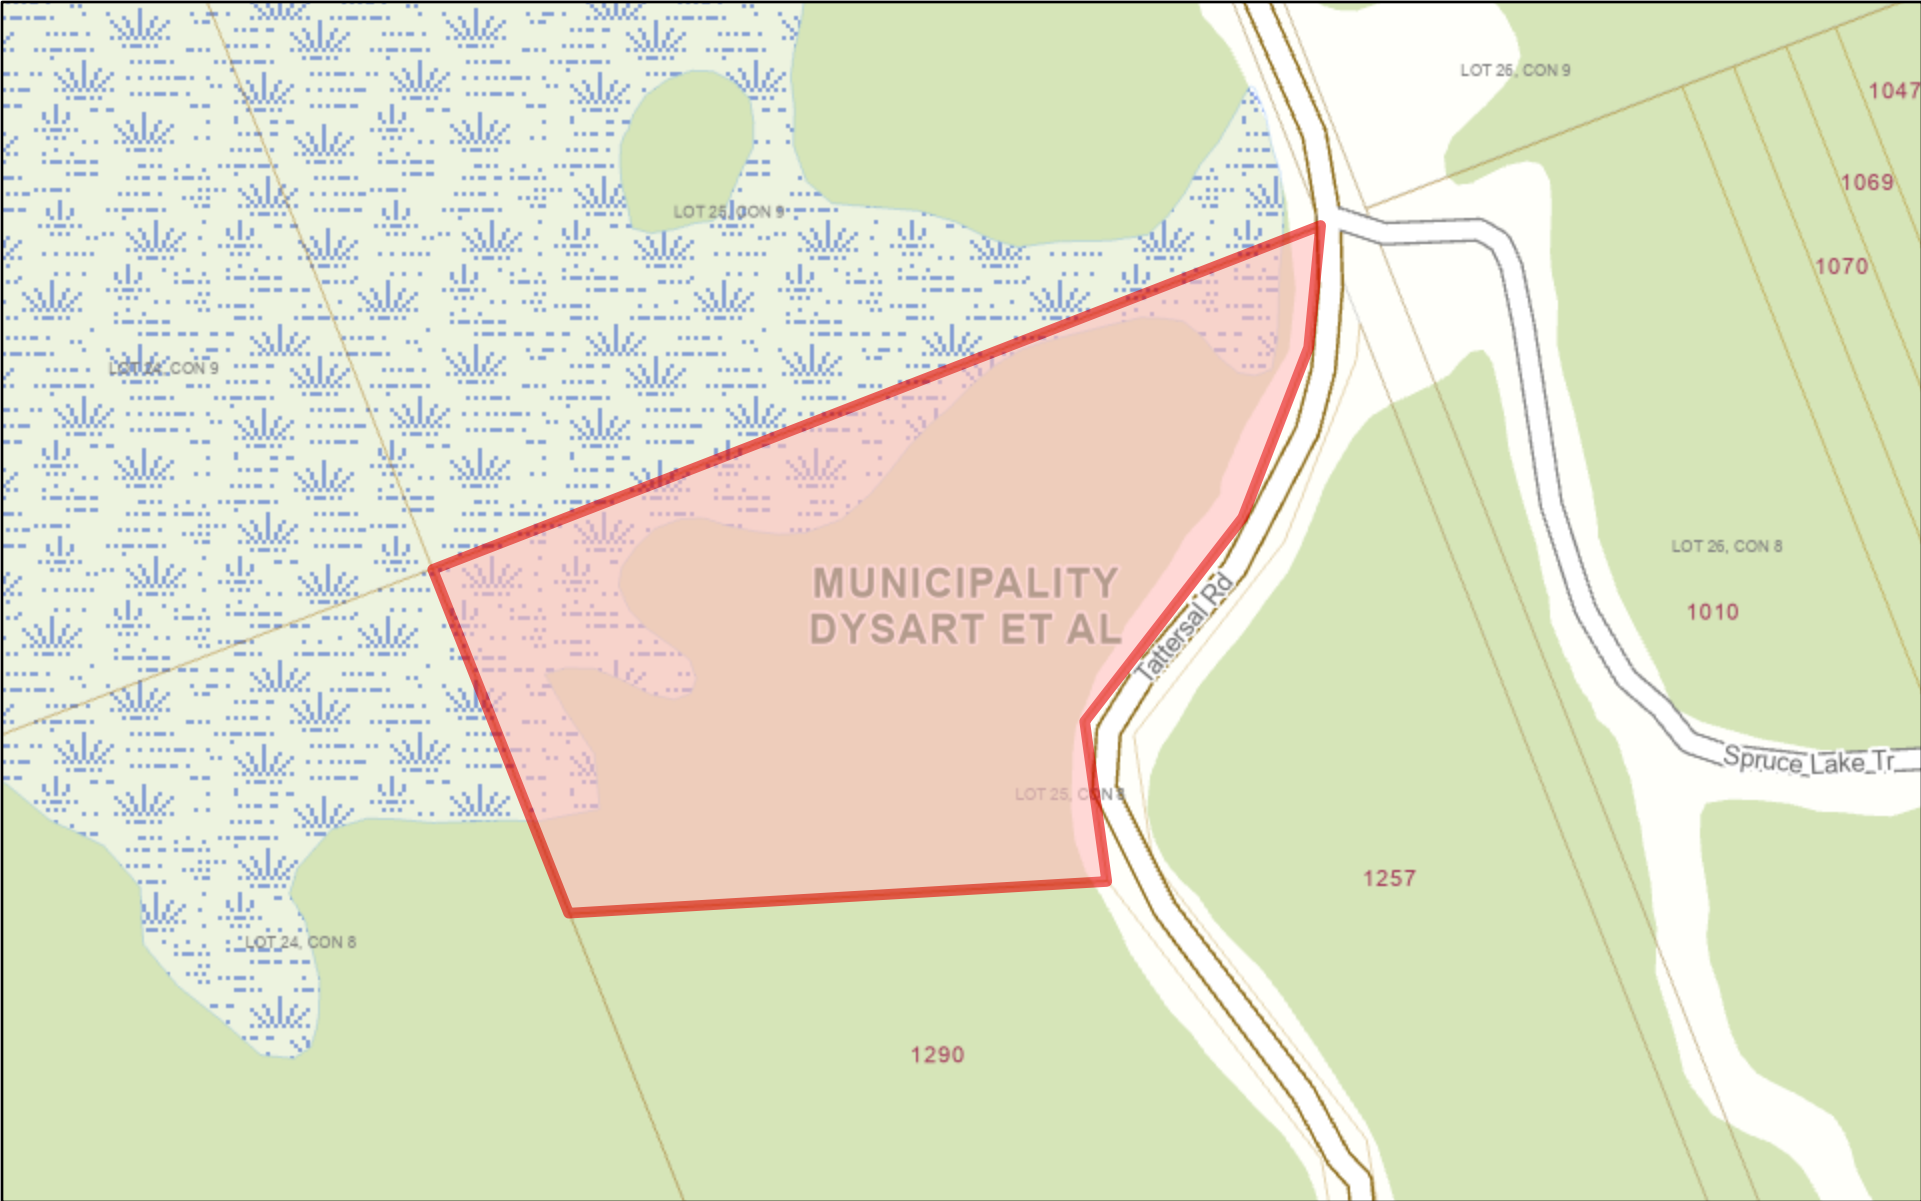 LOT 26, CON 9
1047
1069
LOT 25, CON 9
1070
LOT 24, CON 9
LOT 26, CON 8
MUNICIPALITY
DYSART ET AL
1010
Tattersal Rd
Spruce Lake Tr
LOT 25, CON 8
1257
LOT 24, CON 8
1290